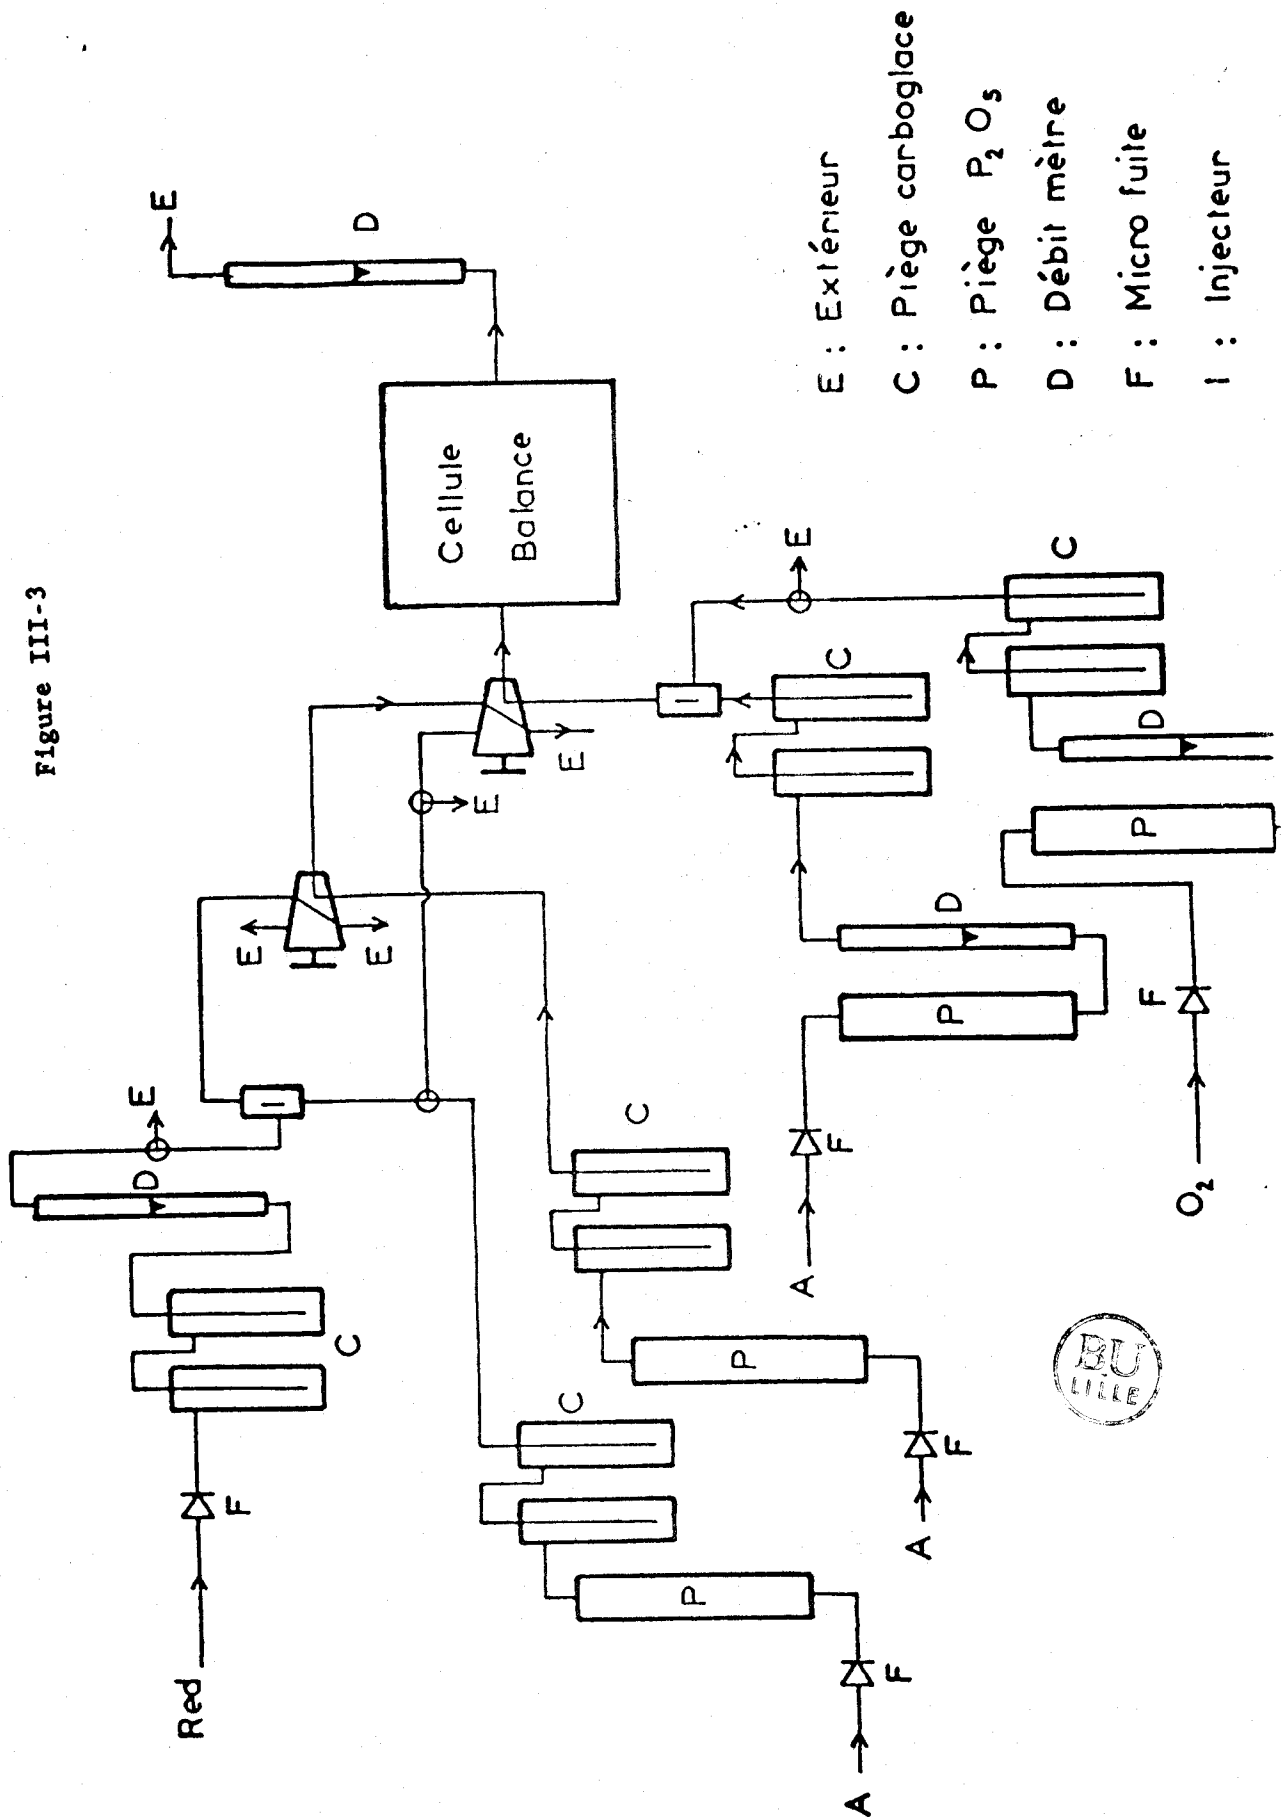 Figure III-3
E
D
Cellule
Balance
E : Extérieur
C : Piège carboglace
P : Piège P₂O₅
D : Débit mètre
F : Micro fuite
I : Injecteur
E
E
E
E
I
E
C
C
D
P
D
P
F
F
O₂
A
E
D
I
C
F
Red
C
P
F
A
C
P
F
A
E
BU
LILLE